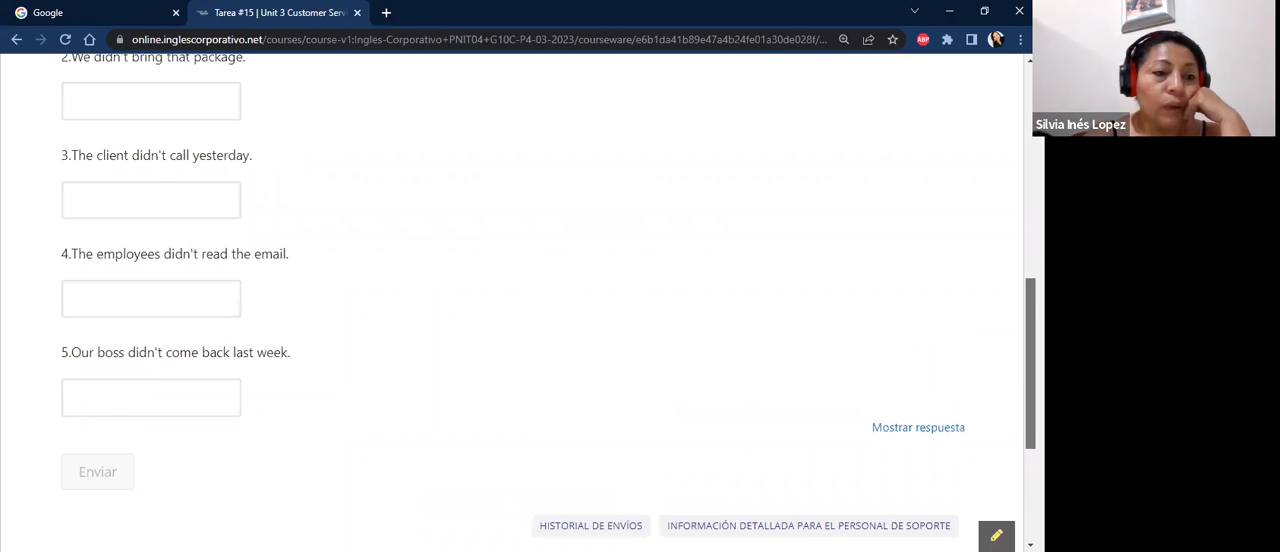 Google
Tarea #15 | Unit 3 Customer Serv
online.inglescorporativo.net/courses/course-v1:Ingles-Corporativo+PNIT04+G10C-P4-03-2023/courseware/e6b1da41b89e47a4b24fe01a30de028f/...
ABP
Silvia Inés Lopez
2.We didn't bring that package.
3.The client didn't call yesterday.
4.The employees didn't read the email.
5.Our boss didn't come back last week.
Mostrar respuesta
Enviar
HISTORIAL DE ENVÍOS
INFORMACIÓN DETALLADA PARA EL PERSONAL DE SOPORTE